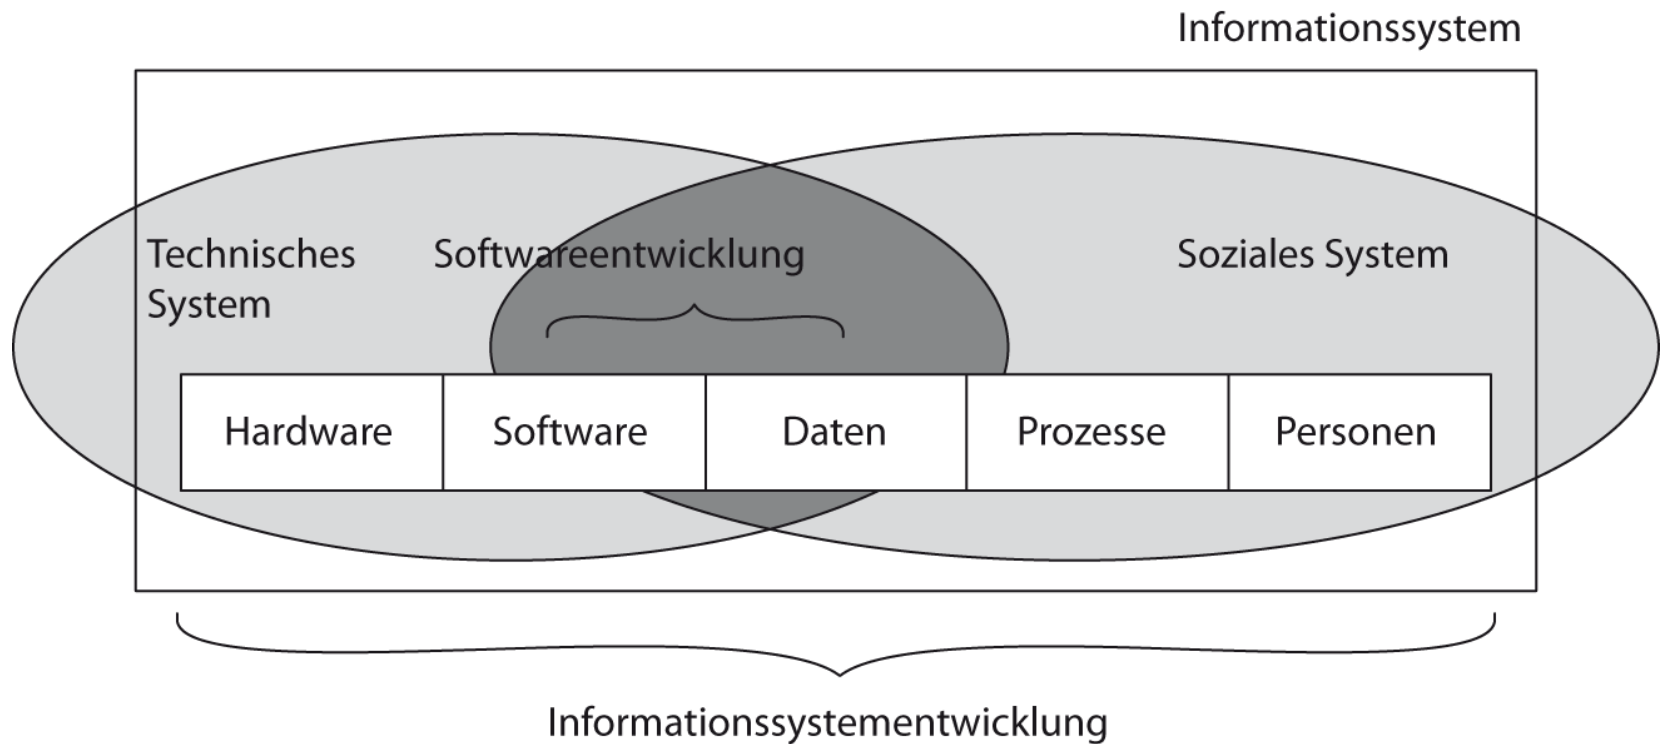 Informationssystem
Technisches
System
Softwareentwicklung
Soziales System
Hardware
Software
Daten
Prozesse
Personen
Informationssystementwicklung